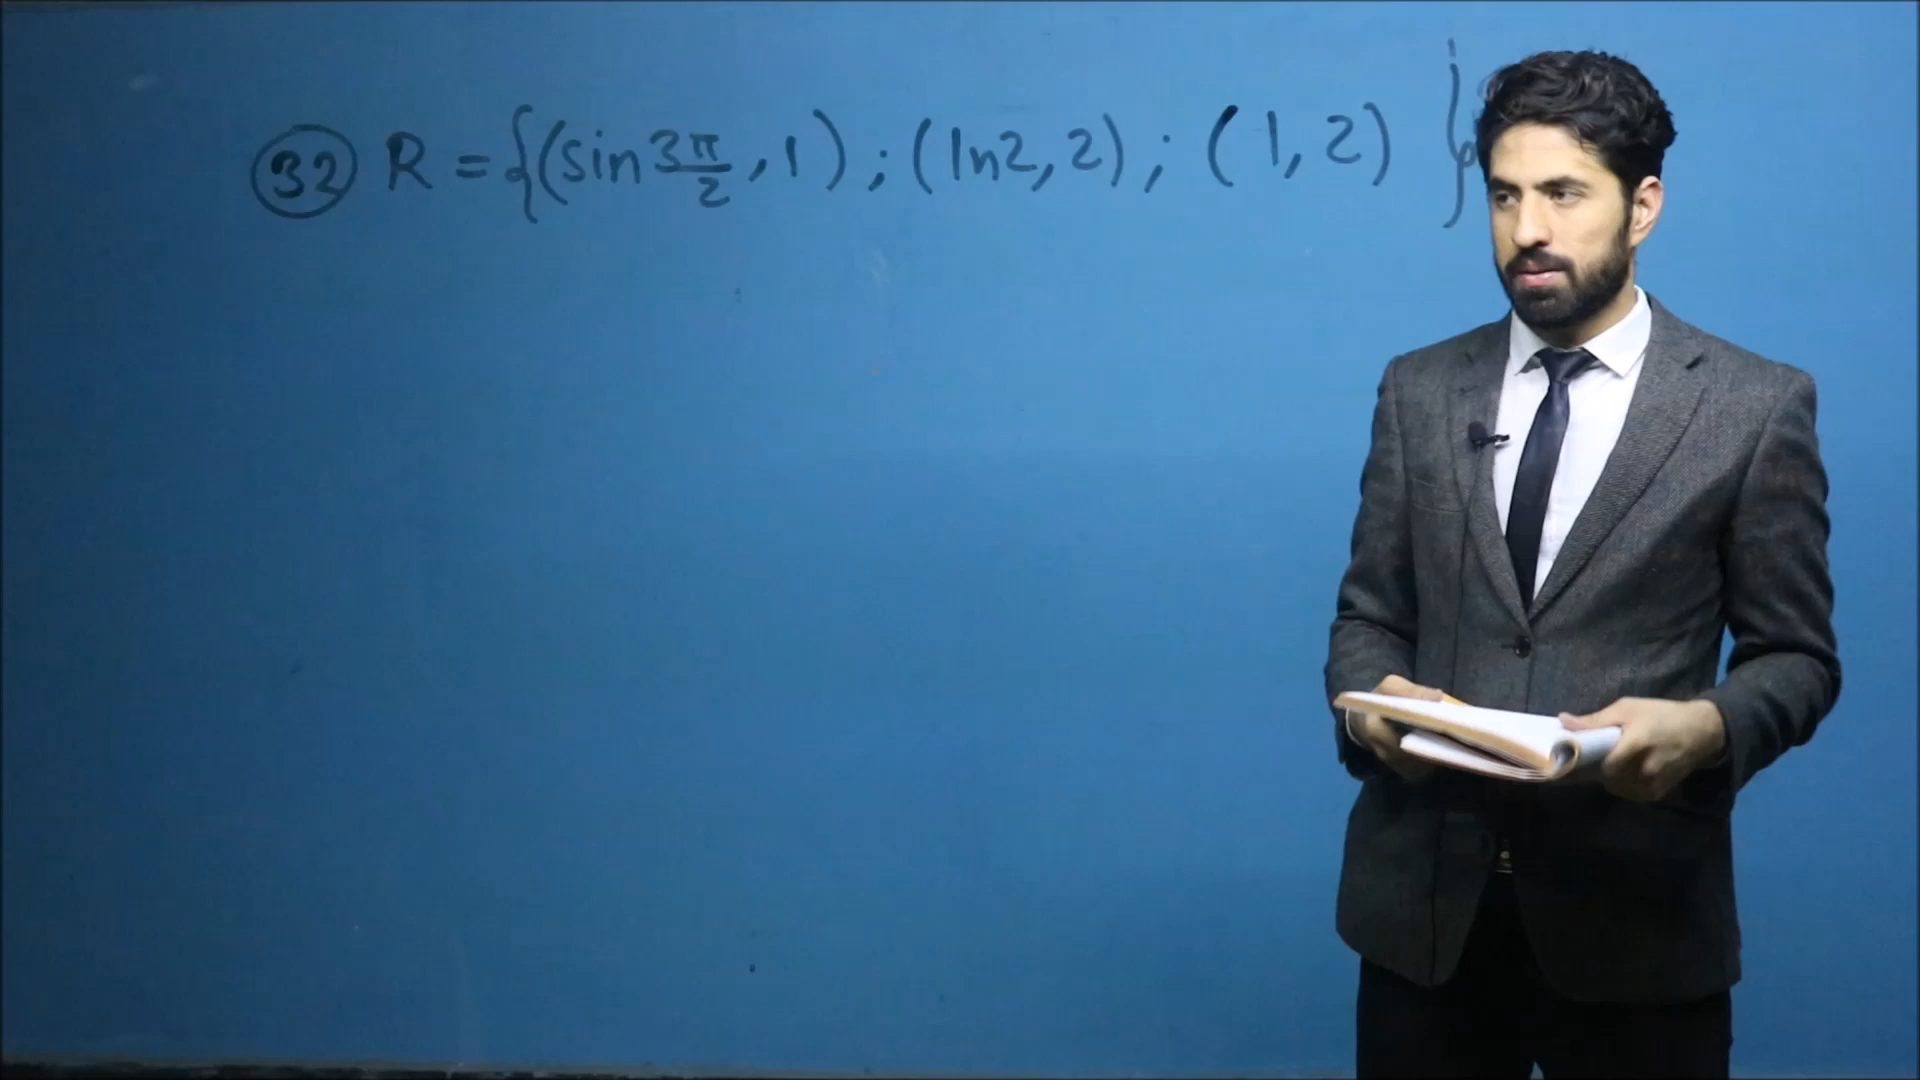 32 R = {(sin 3π/2, 1); (ln2, 2); (1, 2)}